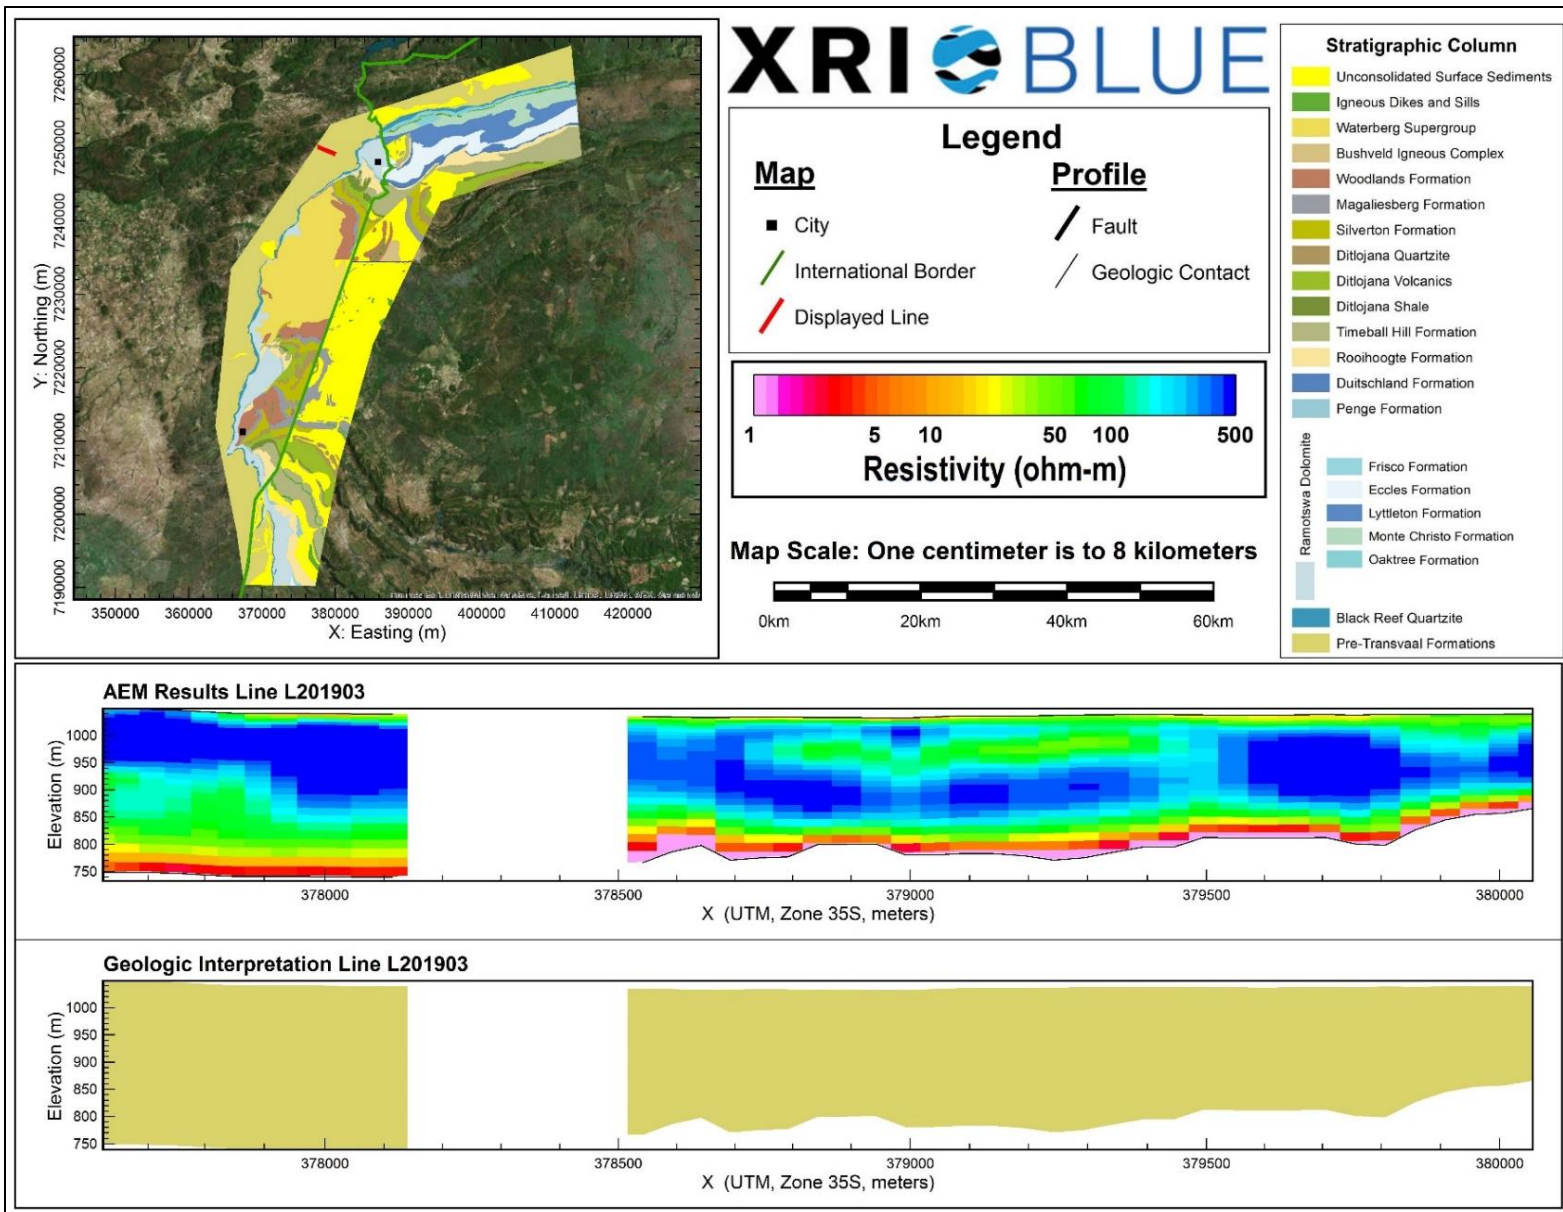 7260000
7250000
7240000
7230000
7220000
7210000
7200000
7190000
Y: Northing (m)
350000 360000 370000 380000 390000 400000 410000 420000
X: Easting (m)
XRI BLUE
Legend
Map
City
International Border
Displayed Line
Profile
Fault
Geologic Contact
1 5 10 50 100 500
Resistivity (ohm-m)
Map Scale: One centimeter is to 8 kilometers
0km 20km 40km 60km
Stratigraphic Column
Unconsolidated Surface Sediments
Igneous Dikes and Sills
Waterberg Supergroup
Bushveld Igneous Complex
Woodlands Formation
Magaliesberg Formation
Silverton Formation
Ditlojana Quartzite
Ditlojana Volcanics
Ditlojana Shale
Timeball Hill Formation
Rooihoogte Formation
Duitschland Formation
Penge Formation
Ramotswa Dolomite
Frisco Formation
Eccles Formation
Lyttleton Formation
Monte Christo Formation
Oaktree Formation
Black Reef Quartzite
Pre-Transvaal Formations
AEM Results Line L201903
Elevation (m)
1000
950
900
850
800
750
378000 378500 379000 379500 380000
X (UTM, Zone 35S, meters)
Geologic Interpretation Line L201903
Elevation (m)
1000
950
900
850
800
750
378000 378500 379000 379500 380000
X (UTM, Zone 35S, meters)